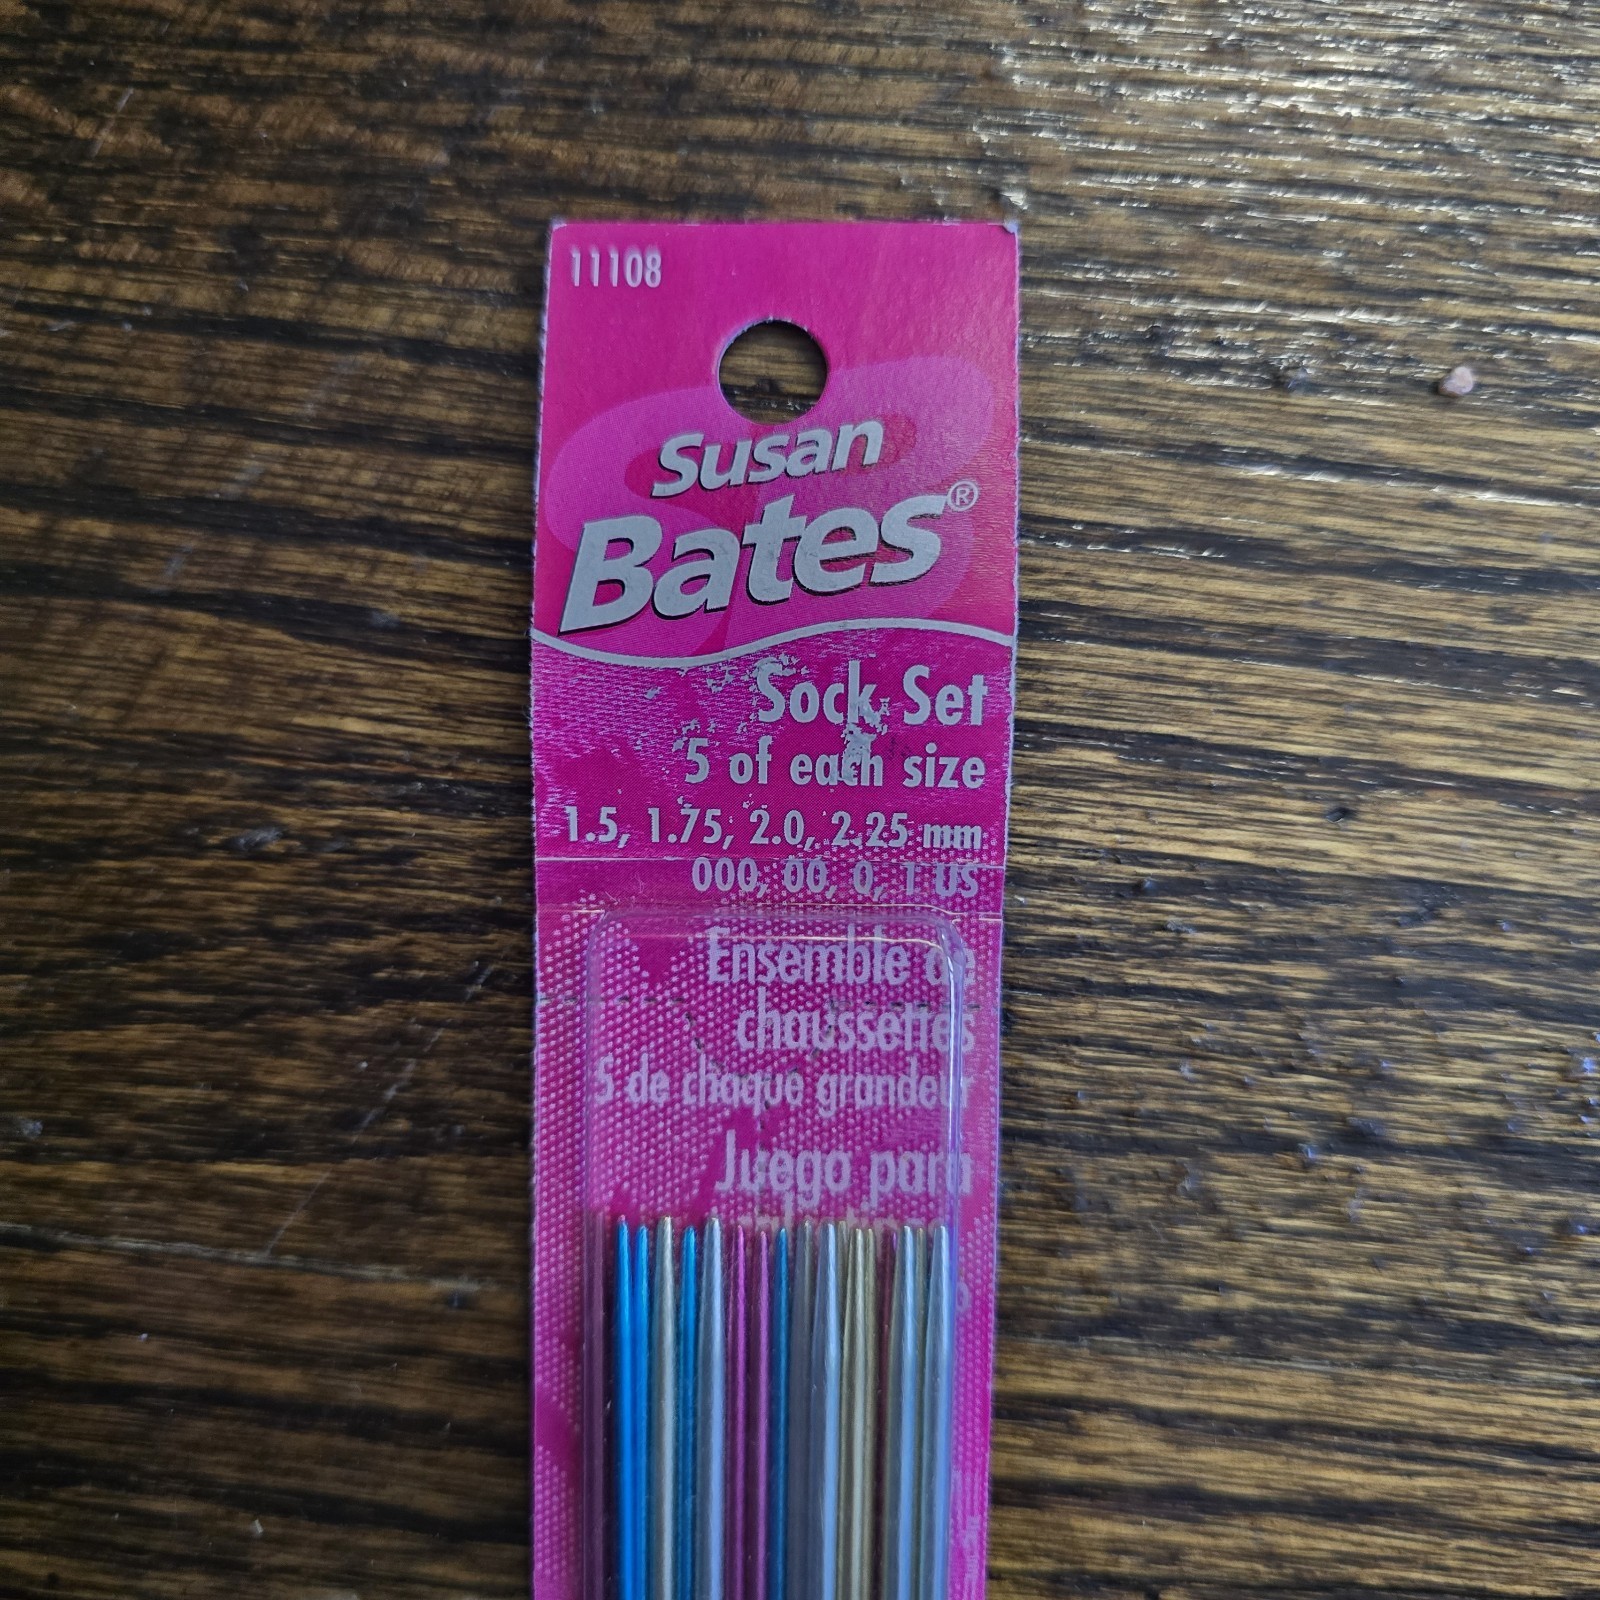 11108
Susan
Bates®
Sock Set
5 of each size
1.5, 1.75, 2.0, 2.25 mm
000, 00, 0, 1 US
Ensemble de
chaussettes
5 de chaque grandeur
Juego para